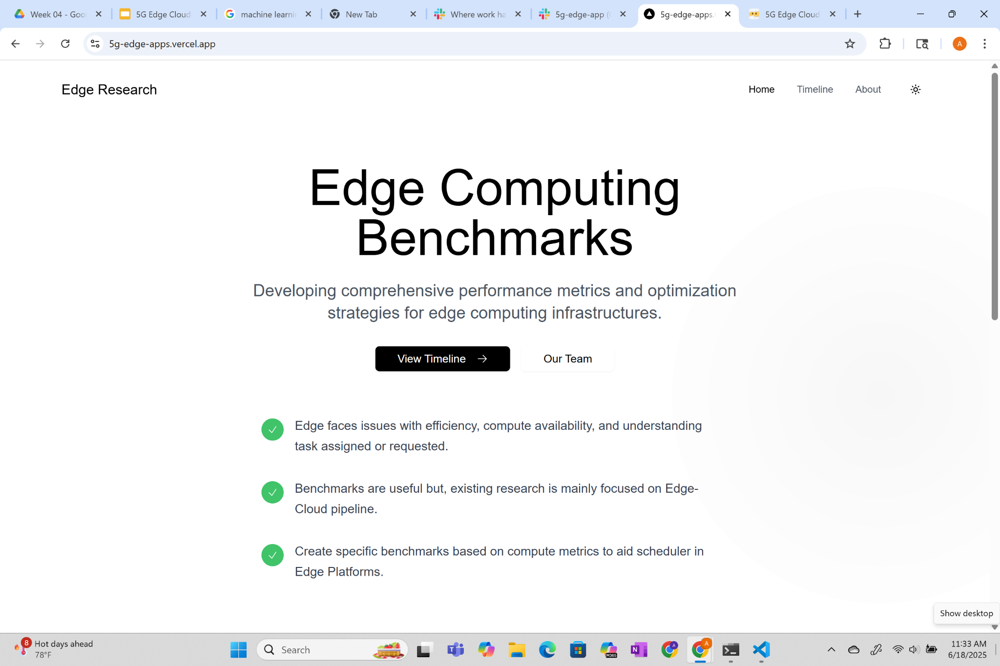 Week 04 - Goo
5G Edge Cloud
machine learni
New Tab
Where work ha
5g-edge-app (
5g-edge-apps.
5G Edge Cloud
5g-edge-apps.vercel.app
A
Edge Research
Home
Timeline
About
Edge Computing
Benchmarks
Developing comprehensive performance metrics and optimization
strategies for edge computing infrastructures.
View Timeline →
Our Team
Edge faces issues with efficiency, compute availability, and understanding
task assigned or requested.
Benchmarks are useful but, existing research is mainly focused on Edge-
Cloud pipeline.
Create specific benchmarks based on compute metrics to aid scheduler in
Edge Platforms.
Show desktop
8
Hot days ahead
78°F
Search
T
M365
N
A
A
11:33 AM
6/18/2025